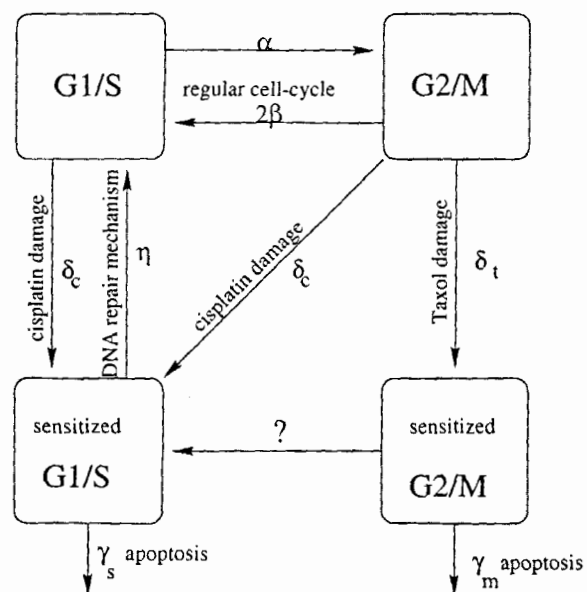 α
G1/S
G2/M
regular cell-cycle
2β
cisplatin damage
δc
DNA repair mechanism
η
cisplatin damage
δc
Taxol damage
δt
sensitized
G1/S
?
sensitized
G2/M
γs apoptosis
γm apoptosis